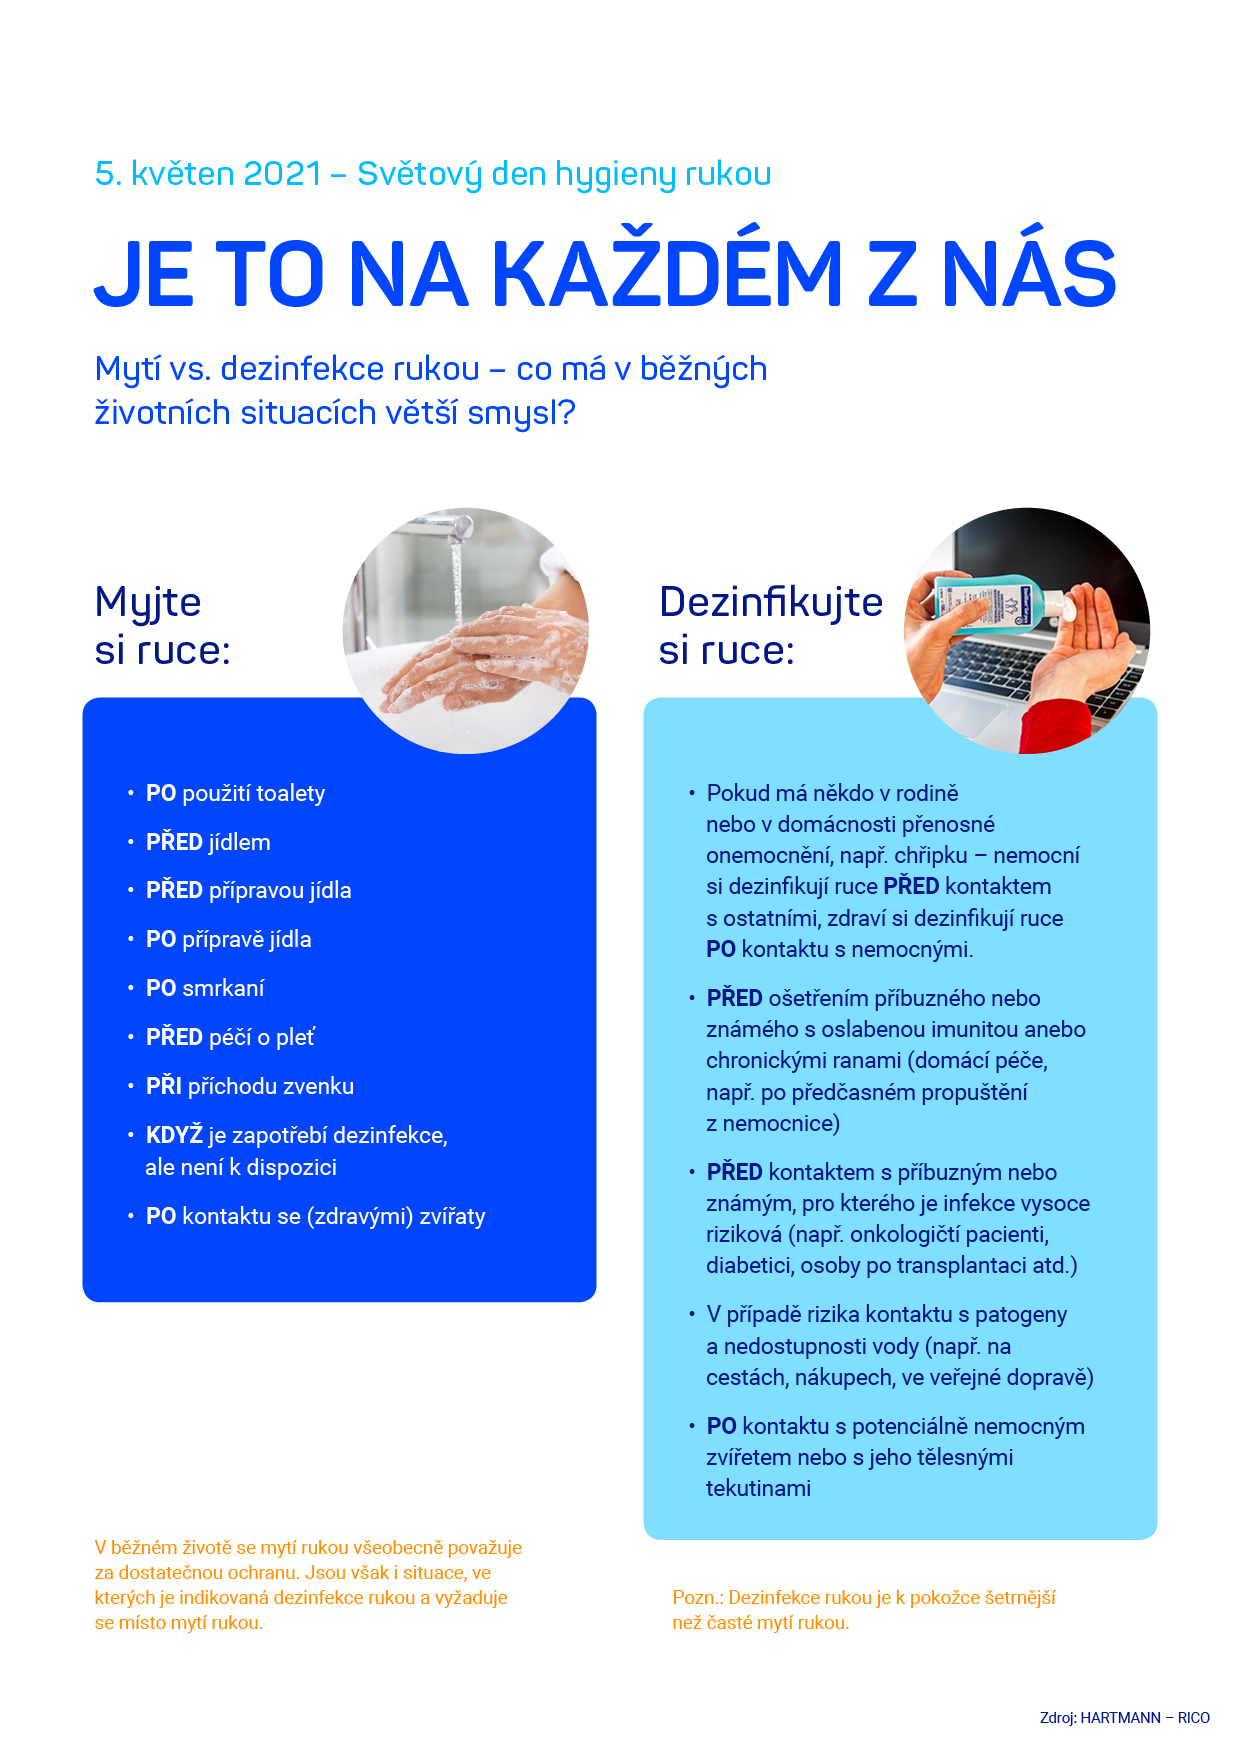 5. květen 2021 – Světový den hygieny rukou
JE TO NA KAŽDÉM Z NÁS
Mytí vs. dezinfekce rukou – co má v běžných
životních situacích větší smysl?
Myjte
si ruce:
• PO použití toalety
• PŘED jídlem
• PŘED přípravou jídla
• PO přípravě jídla
• PO smrkaní
• PŘED péčí o pleť
• PŘI příchodu zvenku
• KDYŽ je zapotřebí dezinfekce,
ale není k dispozici
• PO kontaktu se (zdravými) zvířaty
V běžném životě se mytí rukou všeobecně považuje
za dostatečnou ochranu. Jsou však i situace, ve
kterých je indikovaná dezinfekce rukou a vyžaduje
se místo mytí rukou.
Dezinfikujte
si ruce:
• Pokud má někdo v rodině
nebo v domácnosti přenosné
onemocnění, např. chřipku – nemocní
si dezinfikují ruce PŘED kontaktem
s ostatními, zdraví si dezinfikují ruce
PO kontaktu s nemocnými.
• PŘED ošetřením příbuzného nebo
známého s oslabenou imunitou anebo
chronickými ranami (domácí péče,
např. po předčasném propuštění
z nemocnice)
• PŘED kontaktem s příbuzným nebo
známým, pro kterého je infekce vysoce
riziková (např. onkologičtí pacienti,
diabetici, osoby po transplantaci atd.)
• V případě rizika kontaktu s patogeny
a nedostupnosti vody (např. na
cestách, nákupech, ve veřejné dopravě)
• PO kontaktu s potenciálně nemocným
zvířetem nebo s jeho tělesnými
tekutinami
Pozn.: Dezinfekce rukou je k pokožce šetrnější
než časté mytí rukou.
Zdroj: HARTMANN – RICO